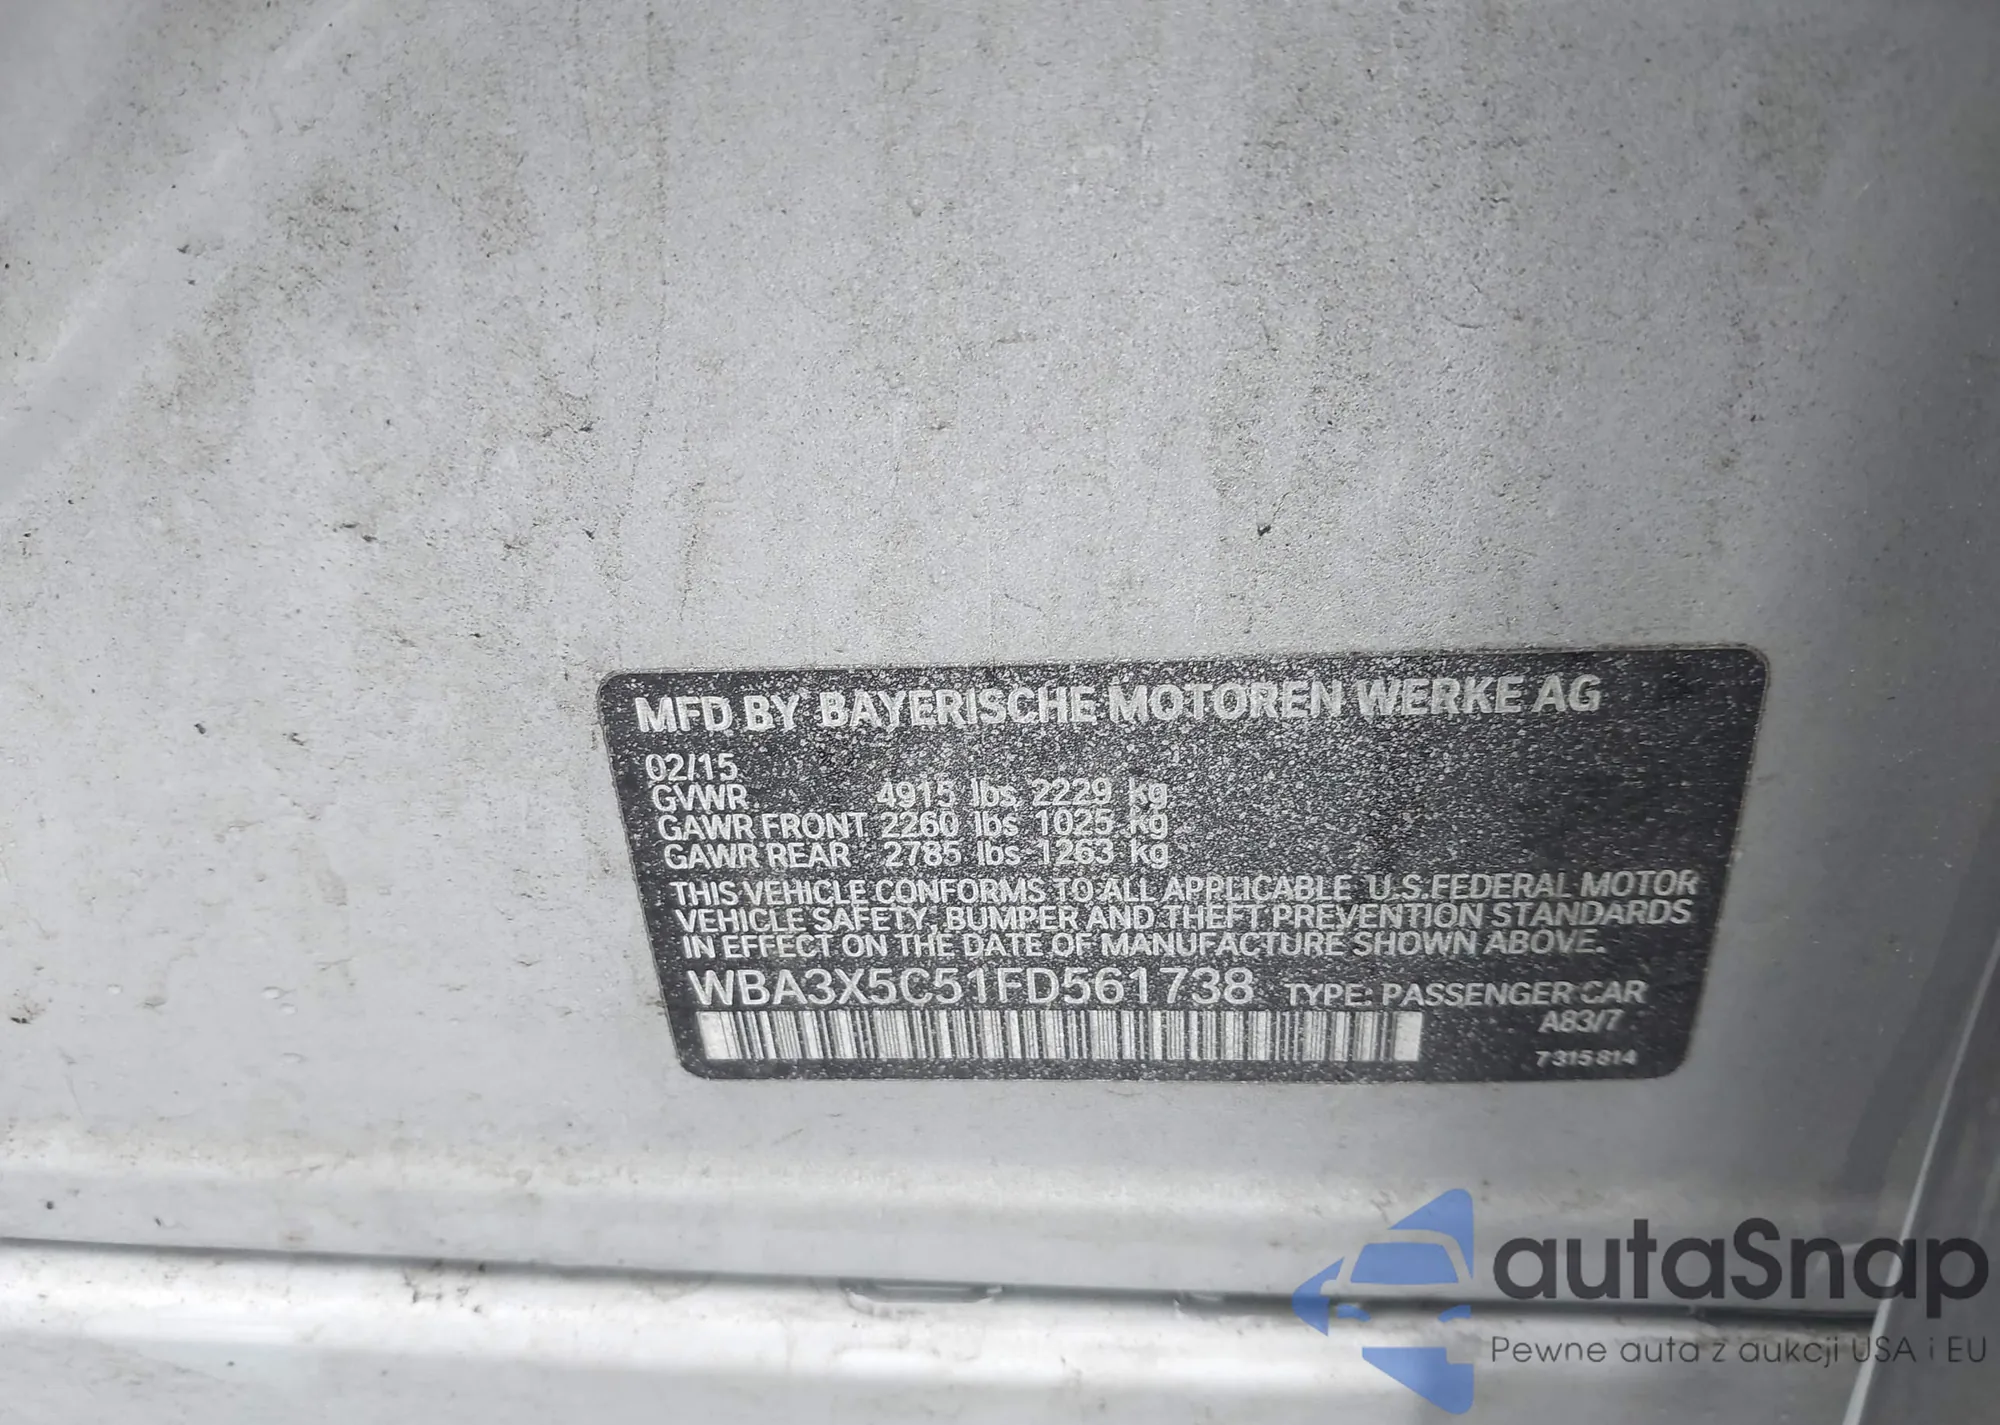 MFD BY BAYERISCHE MOTOREN WERKE AG
02/15
GVWR 4915 lbs 2229 kg
GAWR FRONT 2260 lbs 1025 kg
GAWR REAR 2785 lbs 1263 kg
THIS VEHICLE CONFORMS TO ALL APPLICABLE U.S. FEDERAL MOTOR
VEHICLE SAFETY, BUMPER AND THEFT PREVENTION STANDARDS
IN EFFECT ON THE DATE OF MANUFACTURE SHOWN ABOVE.
WBA3X5C51FD561738 TYPE: PASSENGER CAR
A83/7
7 315 814
autaSnap
Pewne auta z aukcji USA i EU